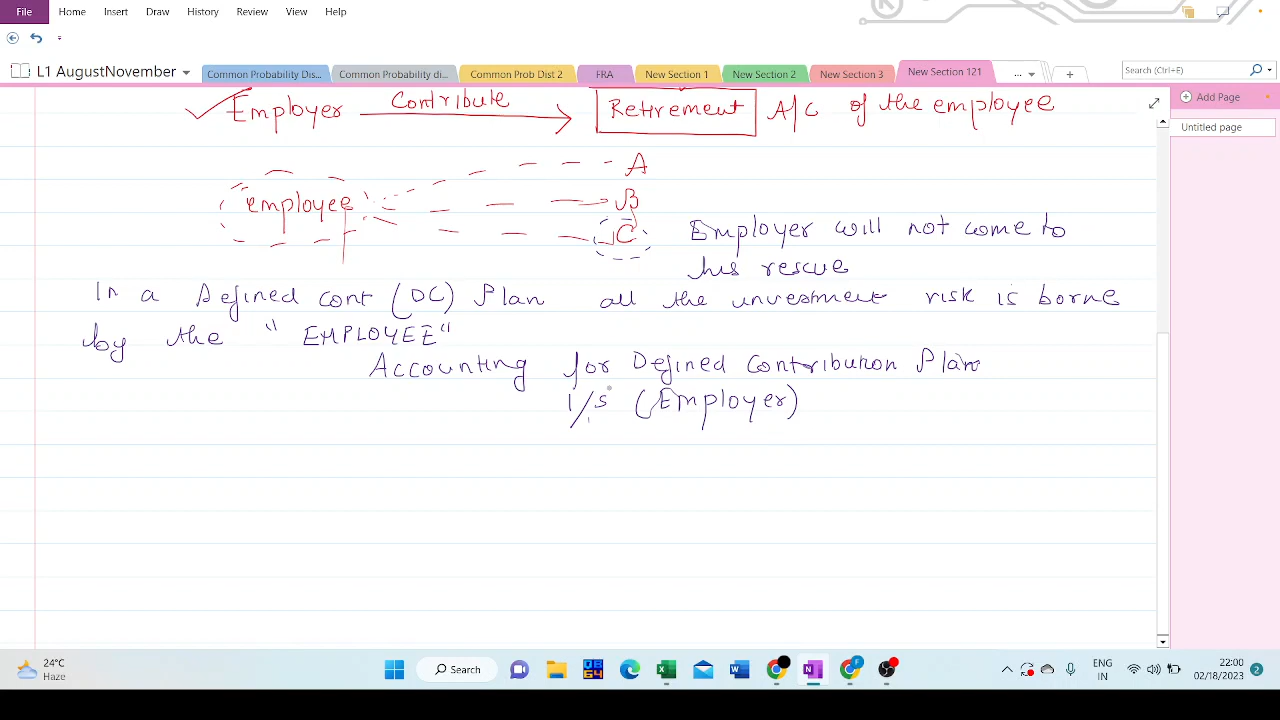 File Home Insert Draw History Review View Help
L1 AugustNovember Common Probability Dis... Common Probability di... Common Prob Dist 2 FRA New Section 1 New Section 2 New Section 3 New Section 121 ... Search (Ctrl+E)
Add Page
Untitled page
Employer Contribute Retirement A/C of the employee
A
employee B
C Employer will not come to
his rescue
In a Defined cont (DC) Plan all the investment risk is borne
by the "EMPLOYEE"
Accounting for Defined Contribution Plan
I/S (Employer)
24°C
Haze
Search
ENG
IN
22:00
02/18/2023
2